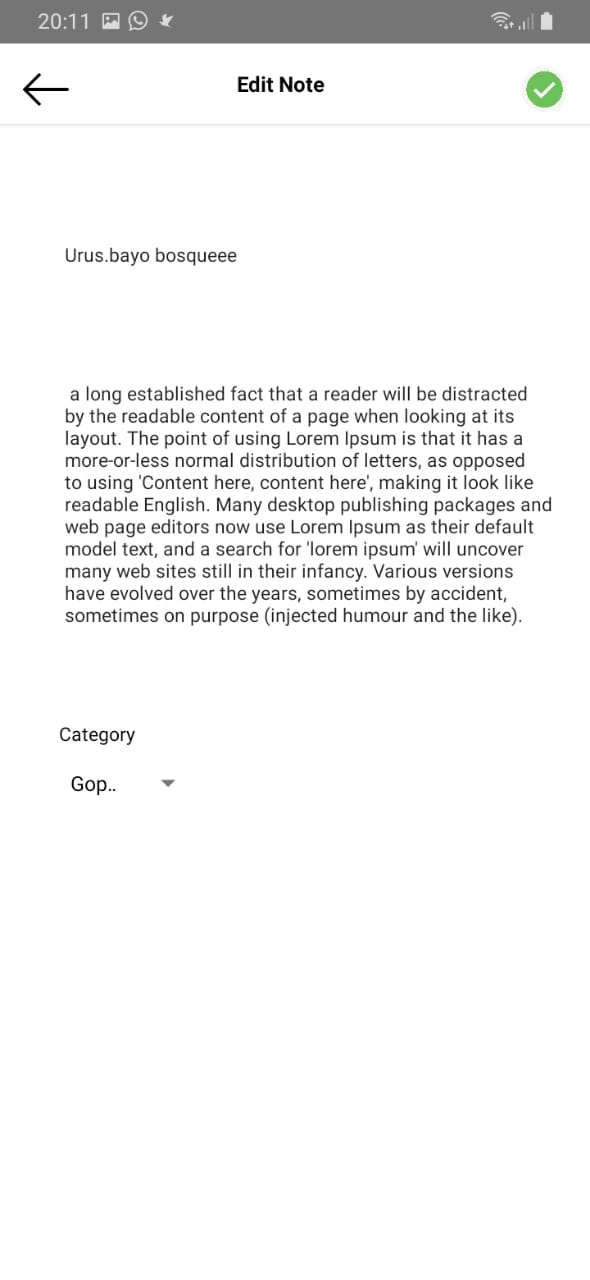 20:11
Edit Note
Urus.bayo bosqueee
a long established fact that a reader will be distracted
by the readable content of a page when looking at its
layout. The point of using Lorem Ipsum is that it has a
more-or-less normal distribution of letters, as opposed
to using 'Content here, content here', making it look like
readable English. Many desktop publishing packages and
web page editors now use Lorem Ipsum as their default
model text, and a search for 'lorem ipsum' will uncover
many web sites still in their infancy. Various versions
have evolved over the years, sometimes by accident,
sometimes on purpose (injected humour and the like).
Category
Gop..